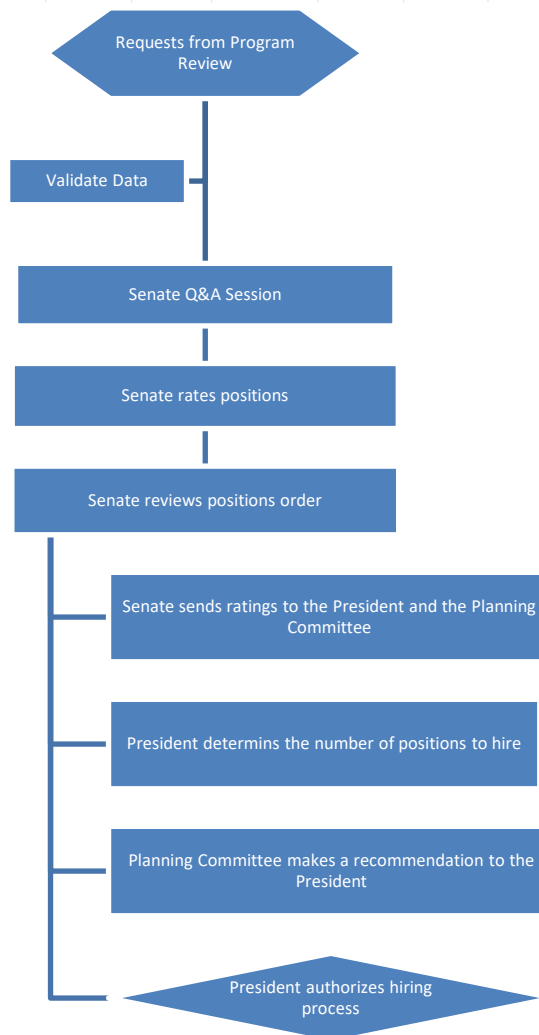 Requests from Program
Review
Validate Data
Senate Q&A Session
Senate rates positions
Senate reviews positions order
Senate sends ratings to the President and the Planning
Committee
President determins the number of positions to hire
Planning Committee makes a recommendation to the
President
President authorizes hiring
process